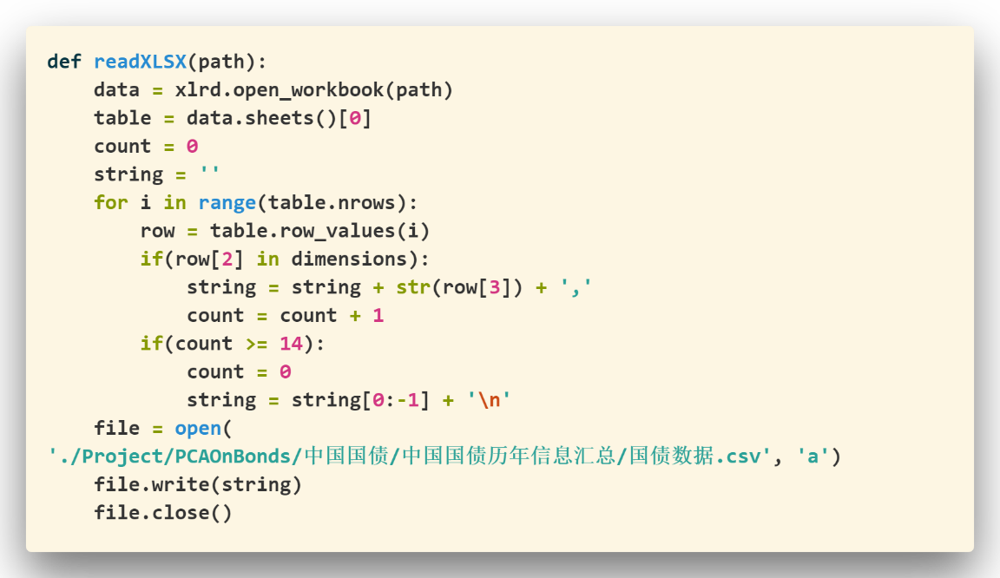 def readXLSX(path):
    data = xlrd.open_workbook(path)
    table = data.sheets()[0]
    count = 0
    string = ''
    for i in range(table.nrows):
        row = table.row_values(i)
        if(row[2] in dimensions):
            string = string + str(row[3]) + ','
            count = count + 1
        if(count >= 14):
            count = 0
            string = string[0:-1] + '\n'
    file = open(
'./Project/PCAOnBonds/中国国债/中国国债历年信息汇总/国债数据.csv', 'a')
    file.write(string)
    file.close()